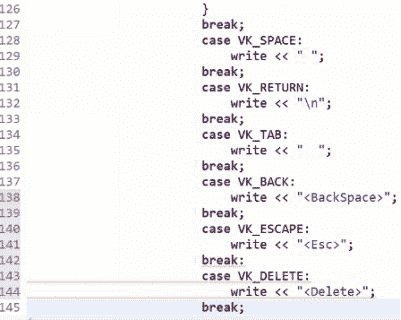 126 }
127 break;
128 case VK_SPACE:
129 write << " ";
130 break;
131 case VK_RETURN:
132 write << "\n";
133 break;
134 case VK_TAB:
135 write << "  ";
136 break;
137 case VK_BACK:
138 write << "<BackSpace>";
139 break;
140 case VK_ESCAPE:
141 write << "<Esc>";
142 break;
143 case VK_DELETE:
144 write << "<Delete>";
145 break;